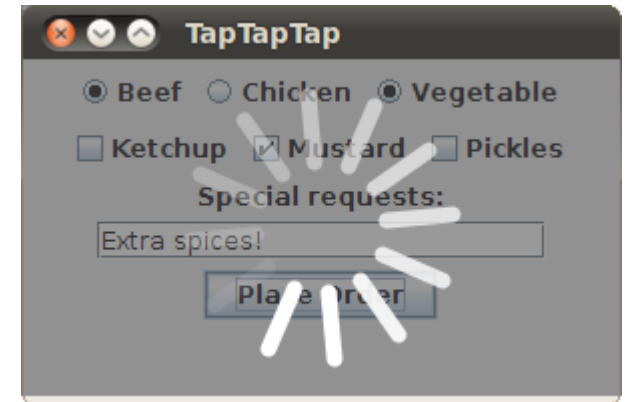 TapTapTap
Beef Chicken Vegetable
Ketchup Mustard Pickles
Special requests:
Extra spices!
Place Order